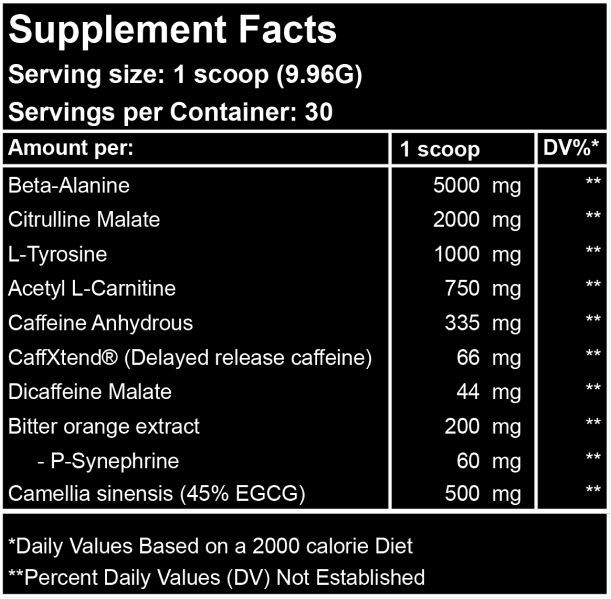 Supplement Facts
Serving size: 1 scoop (9.96G)
Servings per Container: 30
Amount per: 1 scoop DV%*
Beta-Alanine 5000 mg **
Citrulline Malate 2000 mg **
L-Tyrosine 1000 mg **
Acetyl L-Carnitine 750 mg **
Caffeine Anhydrous 335 mg **
CaffXtend® (Delayed release caffeine) 66 mg **
Dicaffeine Malate 44 mg **
Bitter orange extract 200 mg **
- P-Synephrine 60 mg **
Camellia sinensis (45% EGCG) 500 mg **
*Daily Values Based on a 2000 calorie Diet
**Percent Daily Values (DV) Not Established